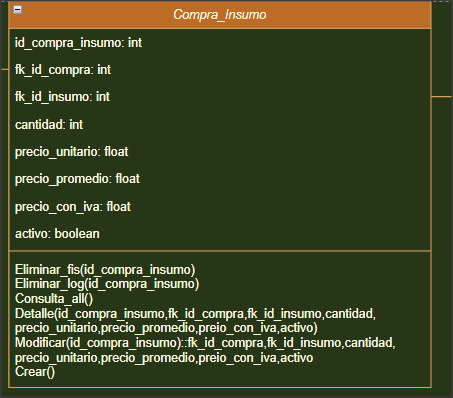 Compra_Insumo
id_compra_insumo: int
fk_id_compra: int
fk_id_insumo: int
cantidad: int
precio_unitario: float
precio_promedio: float
precio_con_iva: float
activo: boolean
Eliminar_fis(id_compra_insumo)
Eliminar_log(id_compra_insumo)
Consulta_all()
Detalle(id_compra_insumo,fk_id_compra,fk_id_insumo,cantidad,
precio_unitario,precio_promedio,preio_con_iva,activo)
Modificar(id_compra_insumo)::fk_id_compra,fk_id_insumo,cantidad,
precio_unitario,precio_promedio,preio_con_iva,activo
Crear()